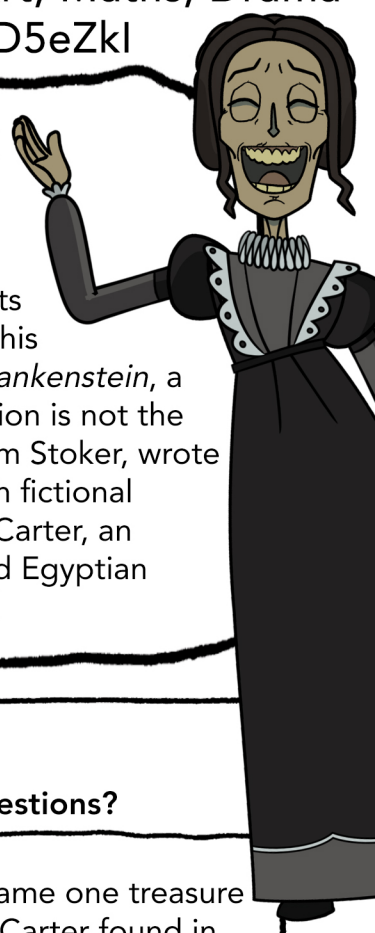 Maths, Drama
D5eZkI
ts
his
ankenstein, a
ion is not the
m Stoker, wrote
n fictional
Carter, an
d Egyptian
estions?
ame one treasure
Carter found in